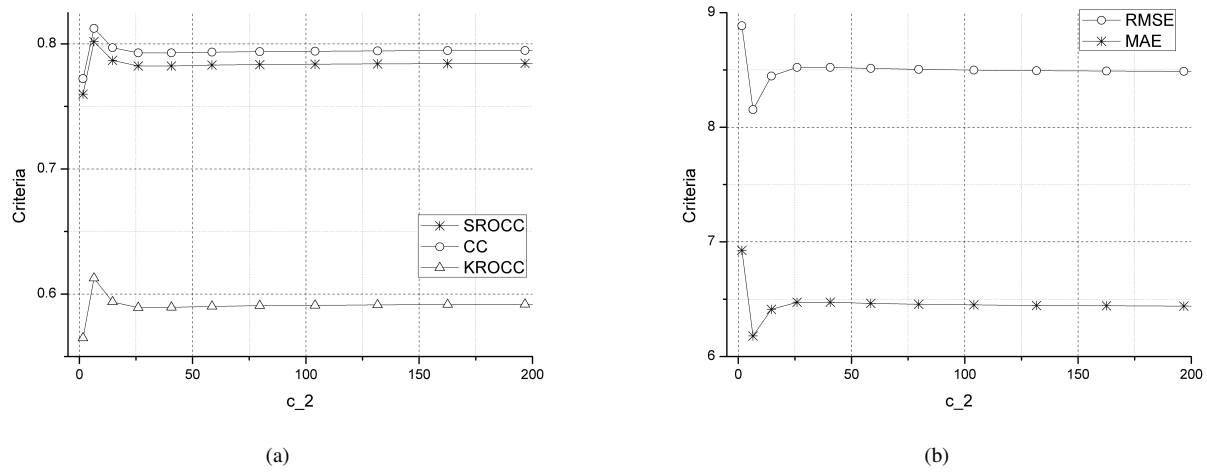 0.8
0.7
0.6
Criteria
SROCC
CC
KROCC
0 50 100 150 200
c_2
(a)
9
8
7
6
Criteria
RMSE
MAE
0 50 100 150 200
c_2
(b)